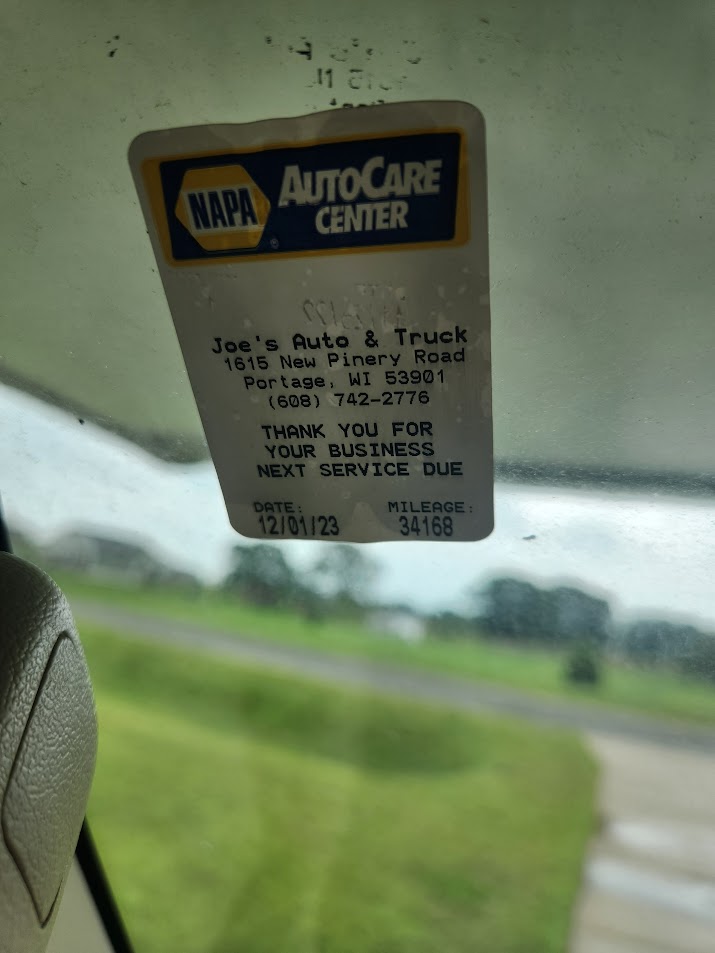 NAPA
AUTOCARE
CENTER
®
Joe's Auto & Truck
1615 New Pinery Road
Portage, WI 53901
(608) 742-2776
THANK YOU FOR
YOUR BUSINESS
NEXT SERVICE DUE
DATE: MILEAGE:
12/01/23 34168